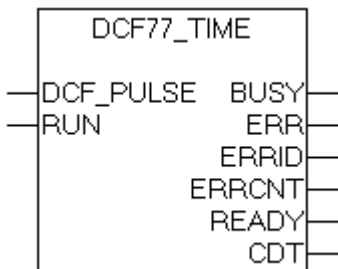 DCF77_TIME
DCF_PULSE BUSY
RUN ERR
ERRID
ERRCNT
READY
CDT